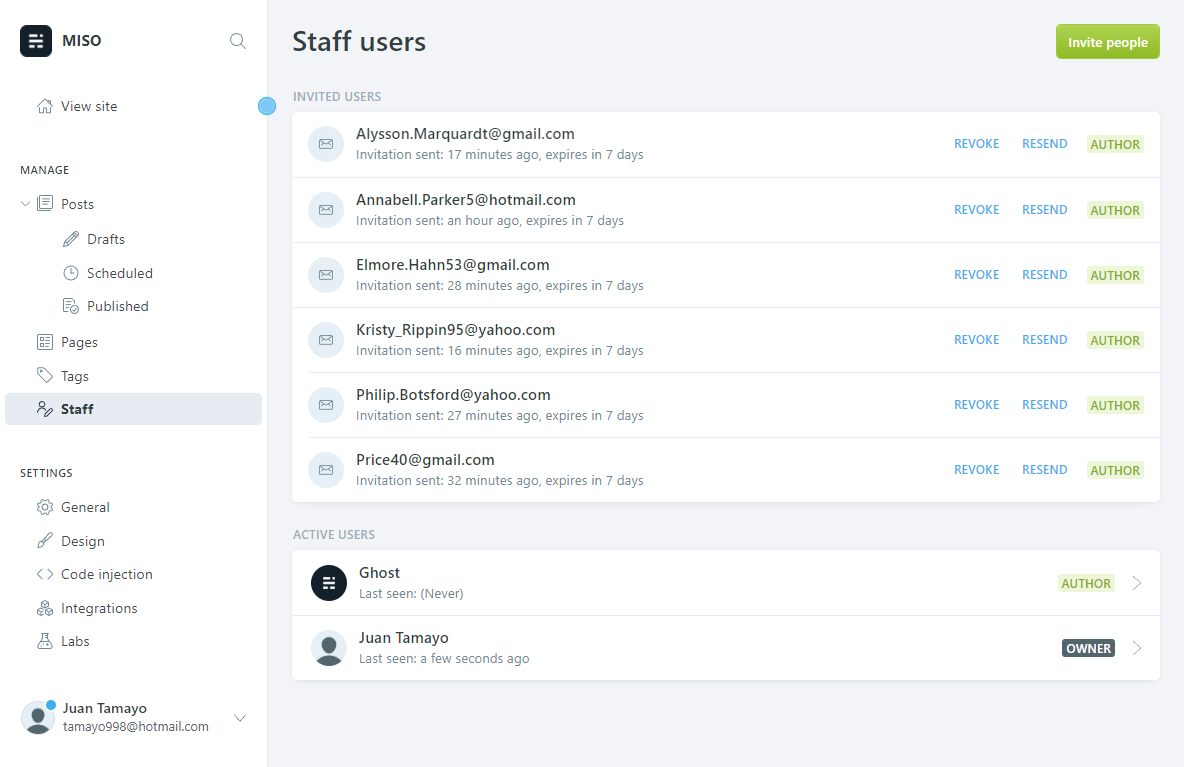 MISO
View site
MANAGE
Posts
Drafts
Scheduled
Published
Pages
Tags
Staff
SETTINGS
General
Design
Code injection
Integrations
Labs
Juan Tamayo
tamayo998@hotmail.com
Staff users
Invite people
INVITED USERS
Alysson.Marquardt@gmail.com
Invitation sent: 17 minutes ago, expires in 7 days
REVOKE RESEND AUTHOR
Annabell.Parker5@hotmail.com
Invitation sent: an hour ago, expires in 7 days
REVOKE RESEND AUTHOR
Elmore.Hahn53@gmail.com
Invitation sent: 28 minutes ago, expires in 7 days
REVOKE RESEND AUTHOR
Kristy_Rippin95@yahoo.com
Invitation sent: 16 minutes ago, expires in 7 days
REVOKE RESEND AUTHOR
Philip.Botsford@yahoo.com
Invitation sent: 27 minutes ago, expires in 7 days
REVOKE RESEND AUTHOR
Price40@gmail.com
Invitation sent: 32 minutes ago, expires in 7 days
REVOKE RESEND AUTHOR
ACTIVE USERS
Ghost
Last seen: (Never)
AUTHOR
Juan Tamayo
Last seen: a few seconds ago
OWNER